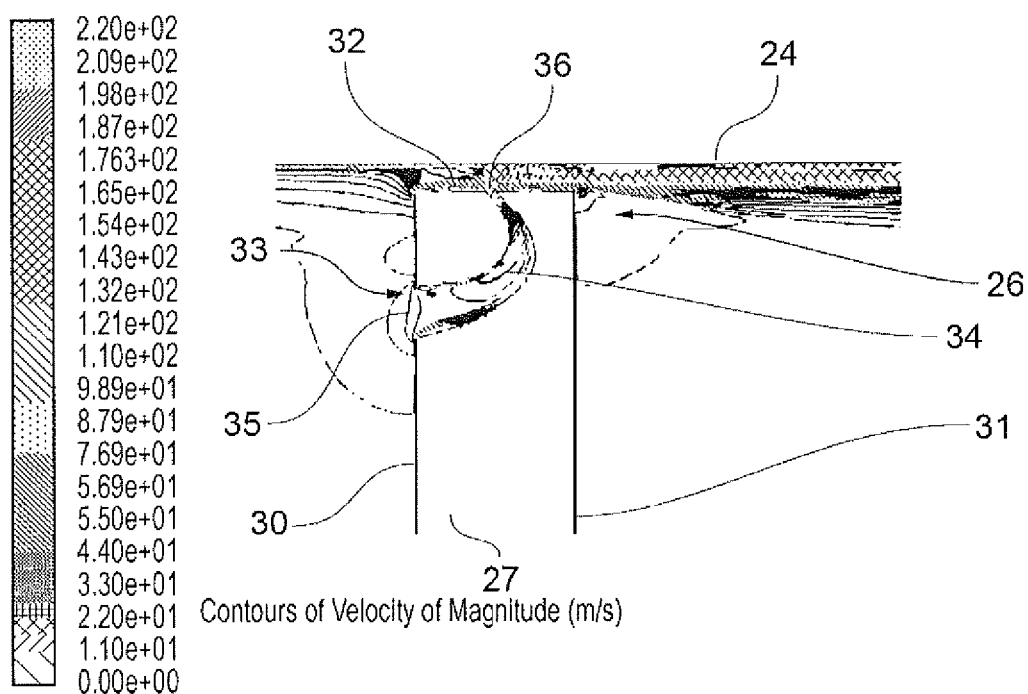 2.20e+02
2.09e+02
1.98e+02
1.87e+02
1.763e+02
1.65e+02
1.54e+02
1.43e+02
1.32e+02
1.21e+02
1.10e+02
9.89e+01
8.79e+01
7.69e+01
5.69e+01
5.50e+01
4.40e+01
3.30e+01
2.20e+01
1.10e+01
0.00e+00
32
36
24
33
26
34
35
31
30
27
Contours of Velocity of Magnitude (m/s)